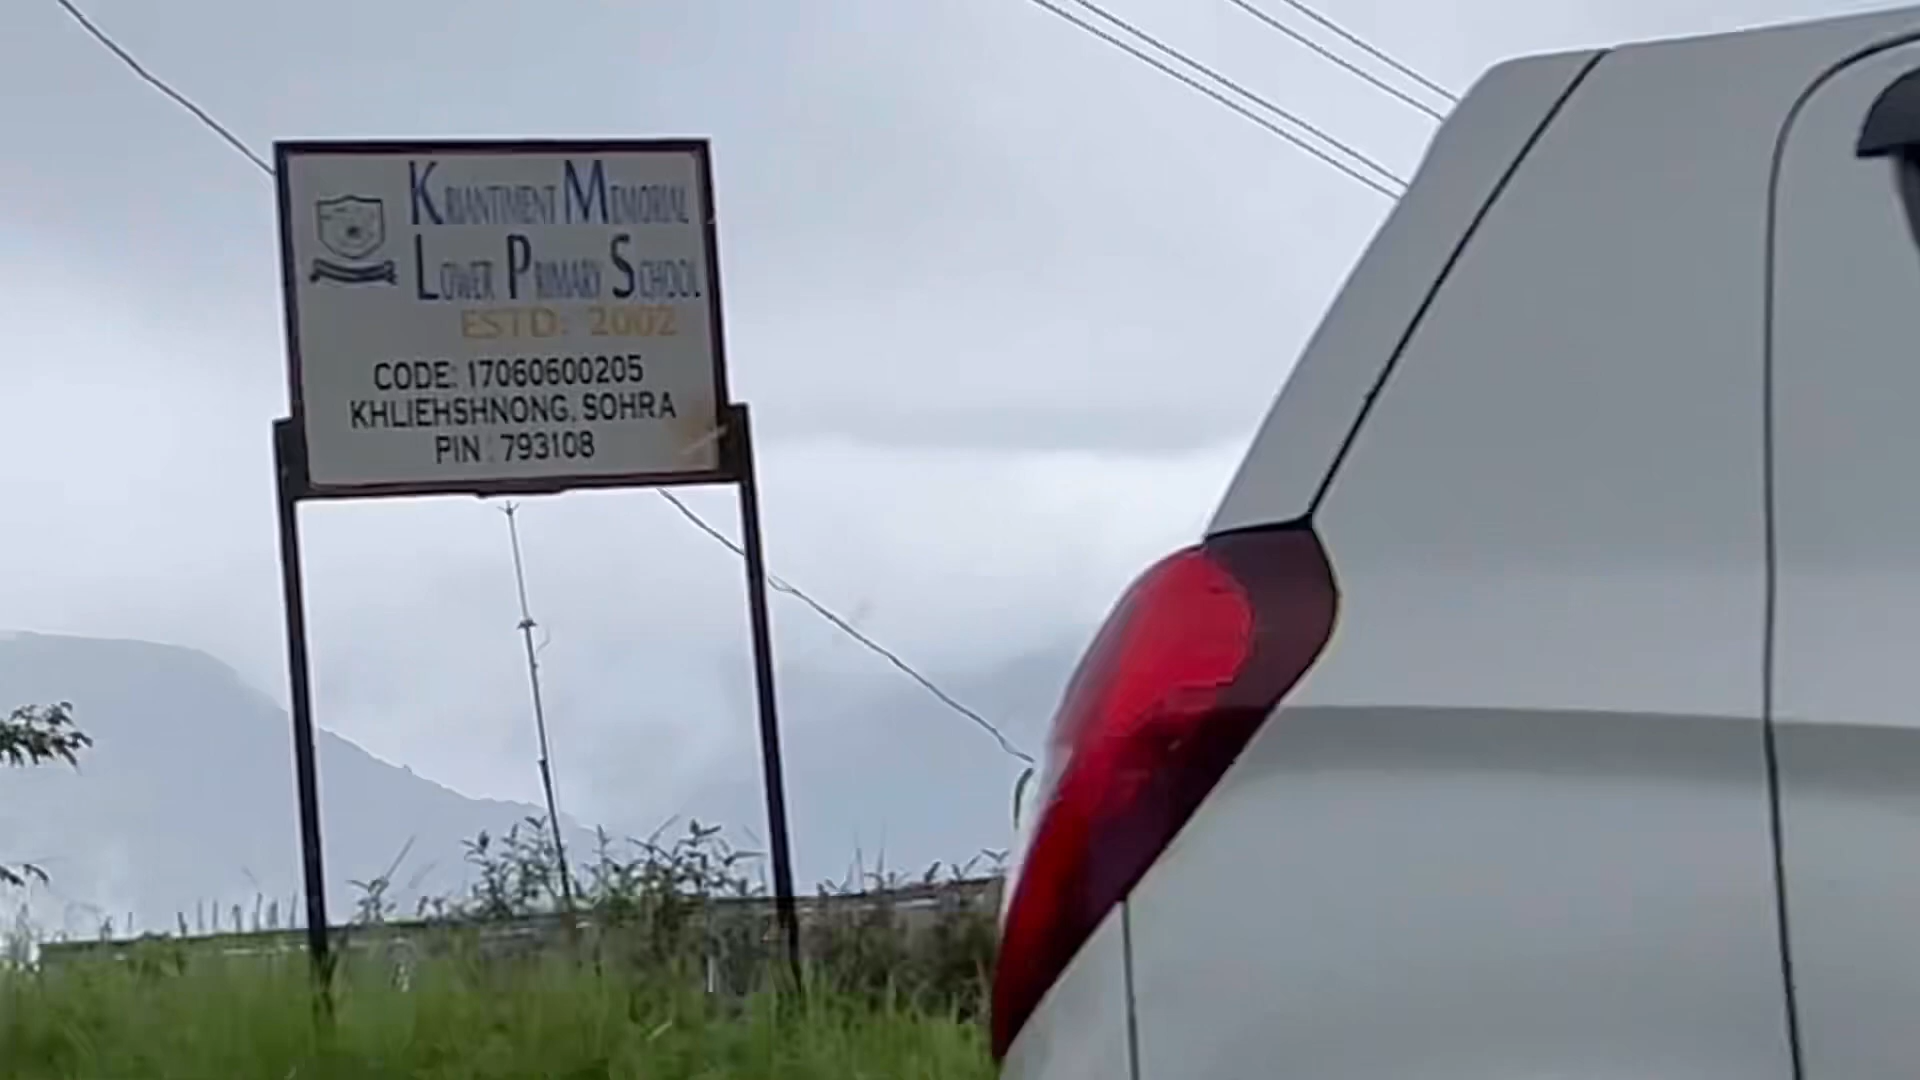 KRIANTIMENT MEMORIAL
LOWER PRIMARY SCHOOL
ESTD: 2002
CODE: 17060600205
KHLIEHSHNONG, SOHRA
PIN : 793108